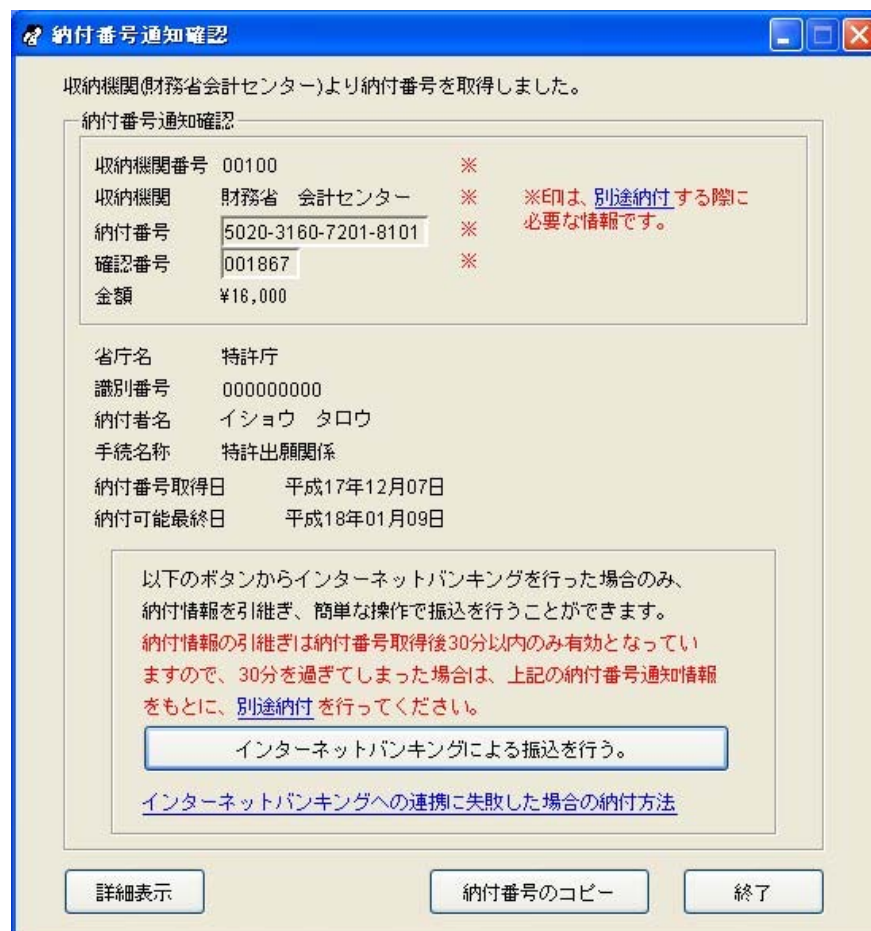 納付番号通知確認
収納機関(財務省会計センター)より納付番号を取得しました。
納付番号通知確認
収納機関番号 00100 ※
収納機関 財務省 会計センター ※ ※印は、別途納付する際に
必要な情報です。
納付番号 5020-3160-7201-8101 ※
確認番号 001867 ※
金額 ¥16,000
省庁名 特許庁
識別番号 000000000
納付者名 イショウ タロウ
手続名称 特許出願関係
納付番号取得日 平成17年12月07日
納付可能最終日 平成18年01月09日
以下のボタンからインターネットバンキングを行った場合のみ、
納付情報を引継ぎ、簡単な操作で振込を行うことができます。
納付情報の引継ぎは納付番号取得後30分以内のみ有効となってい
ますので、30分を過ぎてしまった場合は、上記の納付番号通知情報
をもとに、別途納付を行ってください。
インターネットバンキングによる振込を行う。
インターネットバンキングへの連携に失敗した場合の納付方法
詳細表示 納付番号のコピー 終了